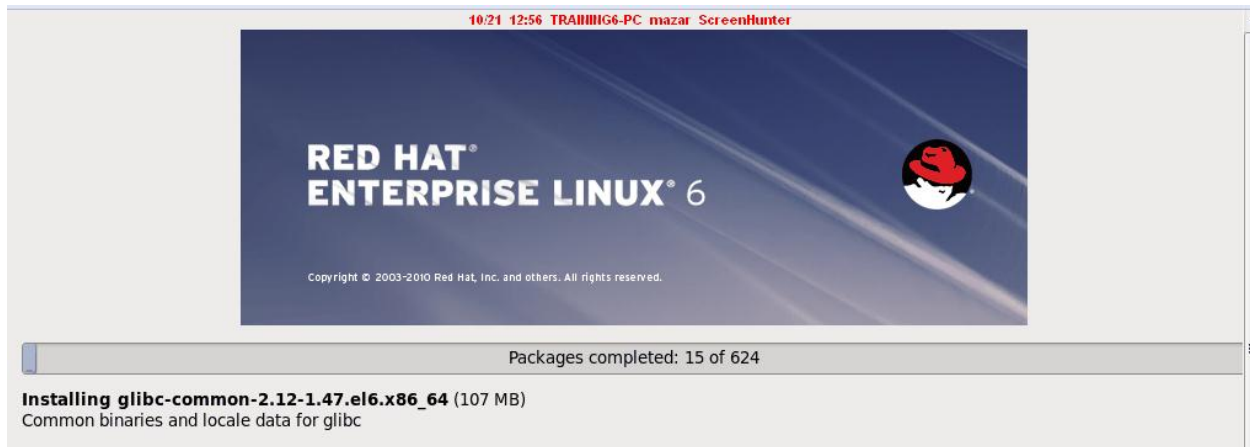 10/21 12:56 TRAINING6-PC mazar ScreenHunter
RED HAT®
ENTERPRISE LINUX® 6
Copyright © 2003-2010 Red Hat, Inc. and others. All rights reserved.
Packages completed: 15 of 624
Installing glibc-common-2.12-1.47.el6.x86_64 (107 MB)
Common binaries and locale data for glibc